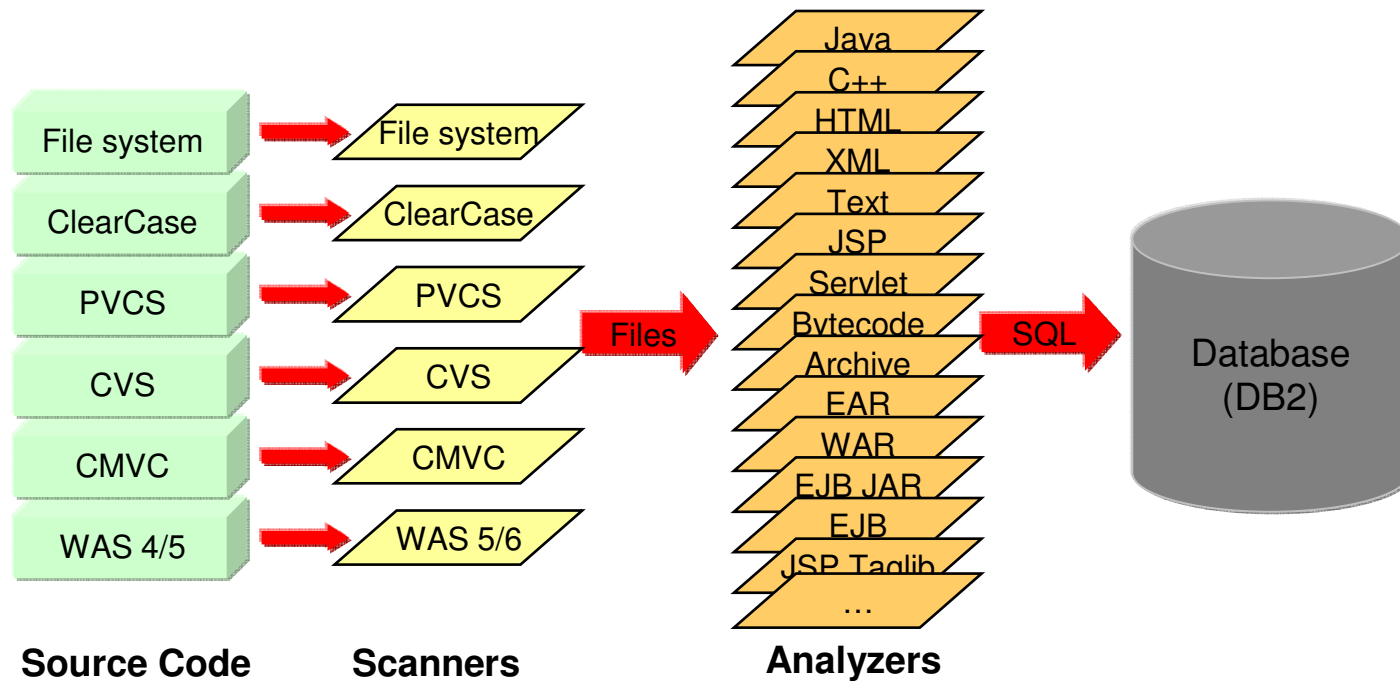 File system
ClearCase
PVCS
CVS
CMVC
WAS 4/5
Source Code
File system
ClearCase
PVCS
CVS
CMVC
WAS 5/6
Scanners
Files
Java
C++
HTML
XML
Text
JSP
Servlet
Bytecode
Archive
EAR
WAR
EJB JAR
EJB
JSP Taglib
…
Analyzers
SQL
Database
(DB2)